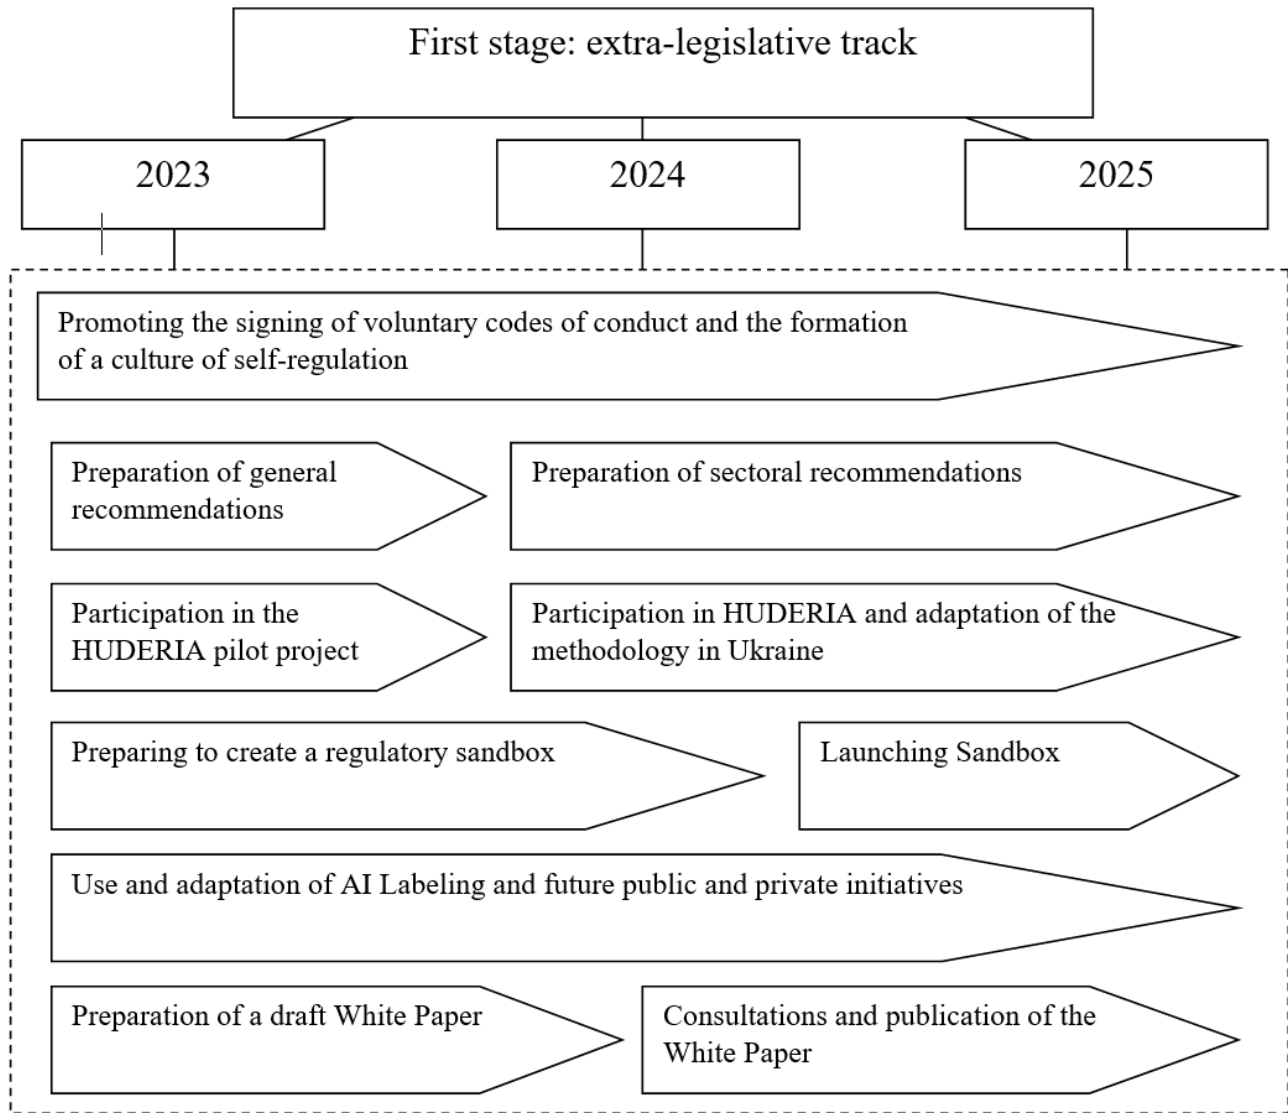 First stage: extra-legislative track
2023
2024
2025
Promoting the signing of voluntary codes of conduct and the formation
of a culture of self-regulation
Preparation of general
recommendations
Preparation of sectoral recommendations
Participation in the
HUDERIA pilot project
Participation in HUDERIA and adaptation of the
methodology in Ukraine
Preparing to create a regulatory sandbox
Launching Sandbox
Use and adaptation of AI Labeling and future public and private initiatives
Preparation of a draft White Paper
Consultations and publication of the
White Paper